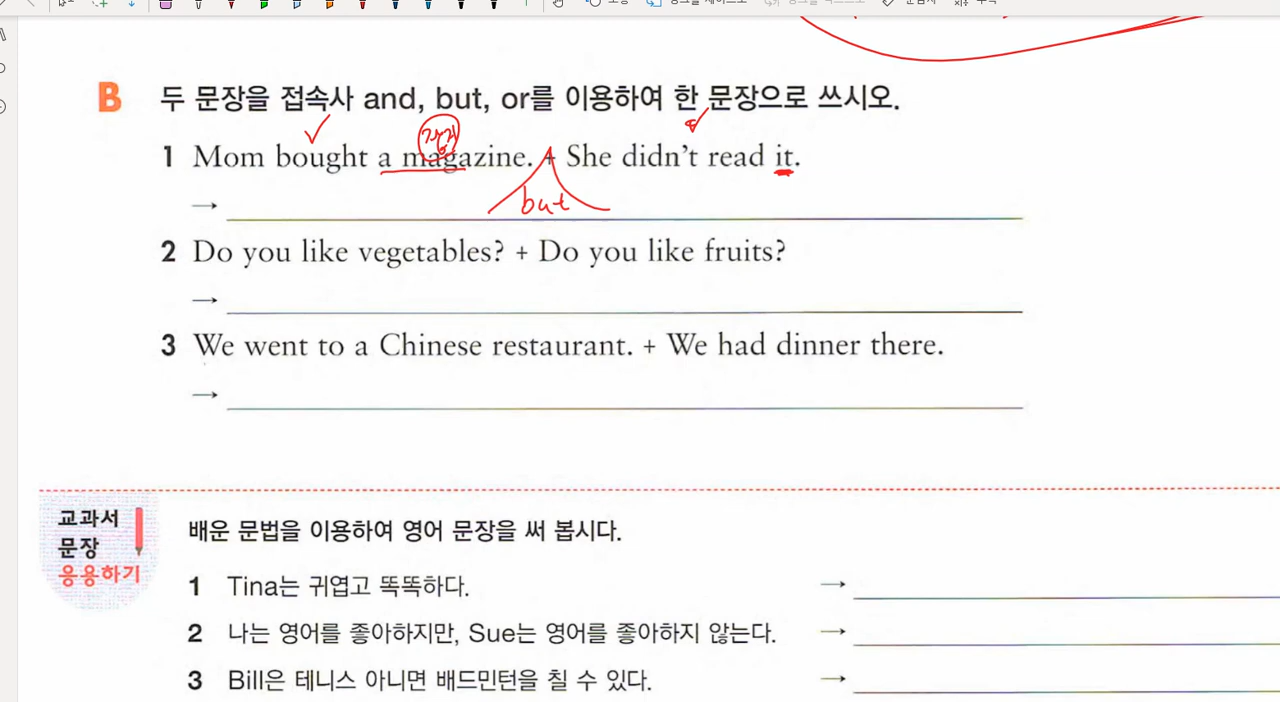 B 두 문장을 접속사 and, but, or를 이용하여 한 문장으로 쓰시오.
1 Mom bought a magazine. + She didn't read it.
→ but
2 Do you like vegetables? + Do you like fruits?
→
3 We went to a Chinese restaurant. + We had dinner there.
→
교과서
문장
응용하기
배운 문법을 이용하여 영어 문장을 써 봅시다.
1 Tina는 귀엽고 똑똑하다. →
2 나는 영어를 좋아하지만, Sue는 영어를 좋아하지 않는다. →
3 Bill은 테니스 아니면 배드민턴을 칠 수 있다. →